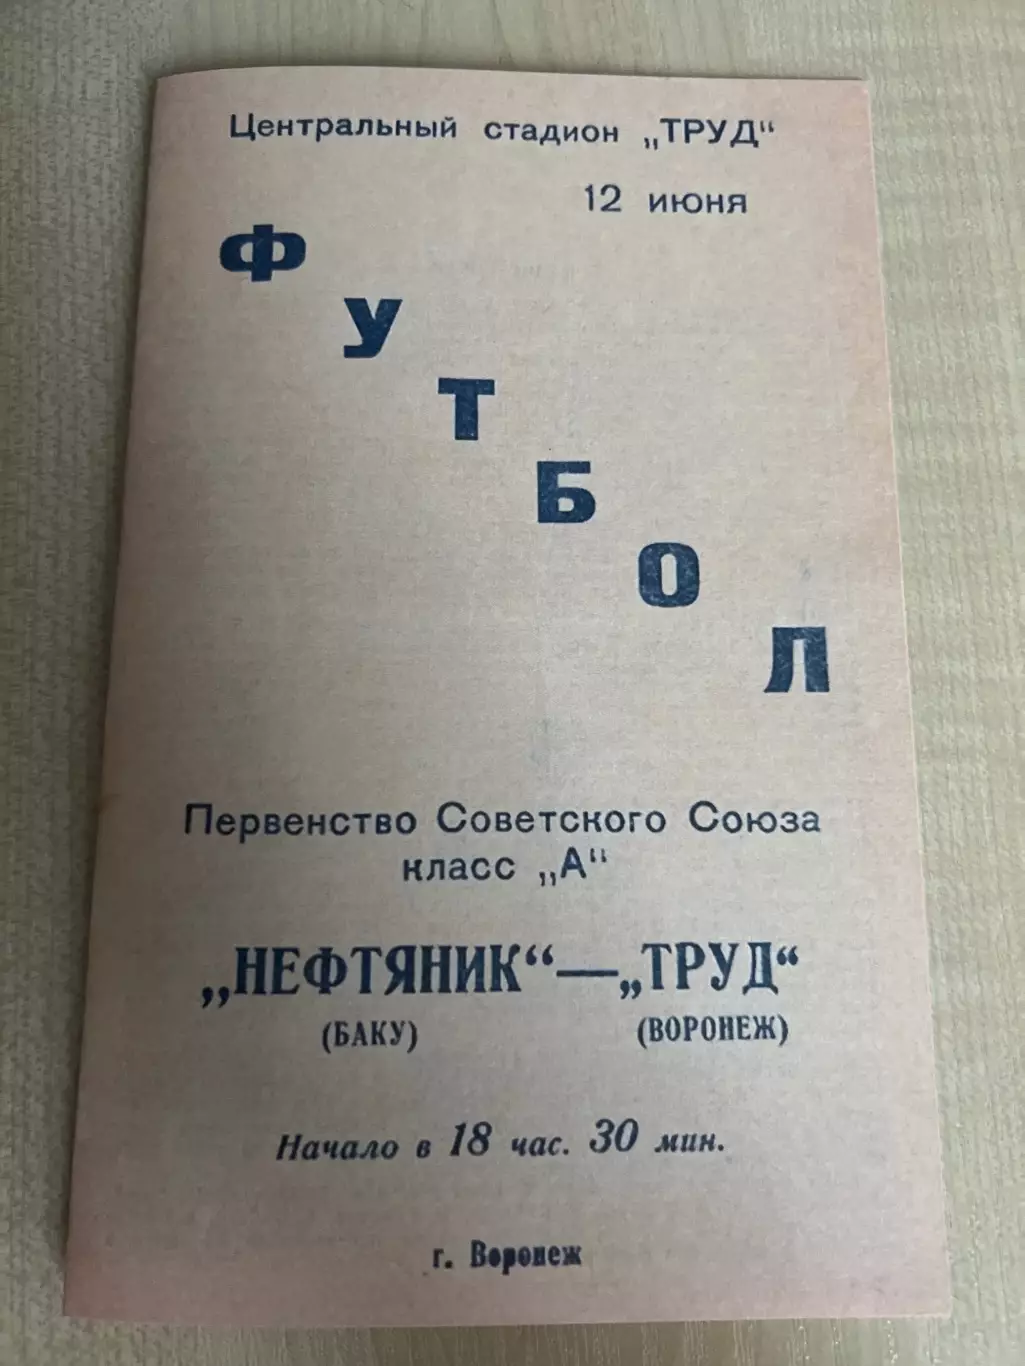 Центральный стадион „ТРУД“
12 июня
ФУТБОЛ
Первенство Советского Союза
класс „А“
„НЕФТЯНИК“—„ТРУД“
(БАКУ) (ВОРОНЕЖ)
Начало в 18 час. 30 мин.
г. Воронеж